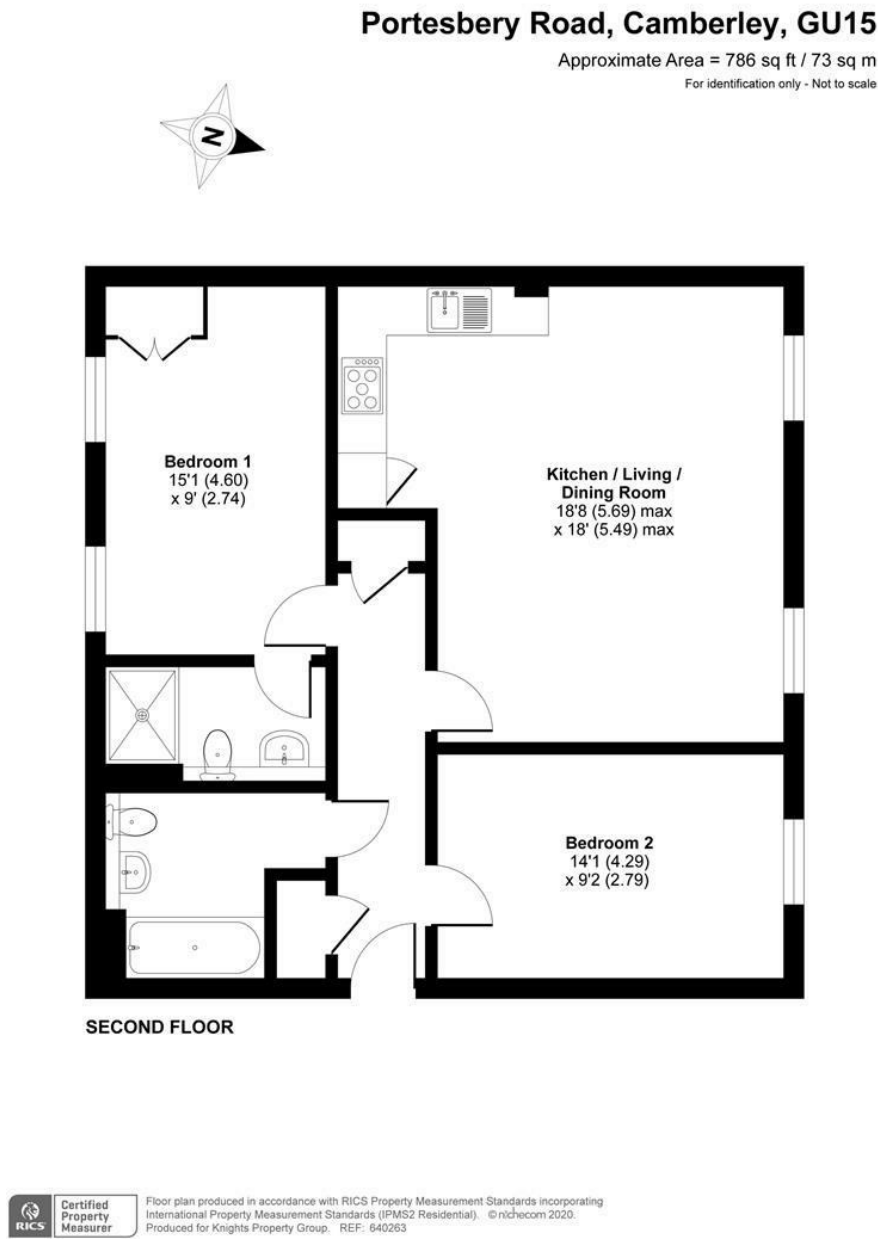 Portesbery Road, Camberley, GU15
Approximate Area = 786 sq ft / 73 sq m
For identification only - Not to scale
N
Bedroom 1
15'1 (4.60)
x 9' (2.74)
Kitchen / Living /
Dining Room
18'8 (5.69) max
x 18' (5.49) max
Bedroom 2
14'1 (4.29)
x 9'2 (2.79)
SECOND FLOOR
RICS
Certified
Property
Measurer
Floor plan produced in accordance with RICS Property Measurement Standards incorporating
International Property Measurement Standards (IPMS2 Residential). ©nichecom 2020.
Produced for Knights Property Group. REF: 640263